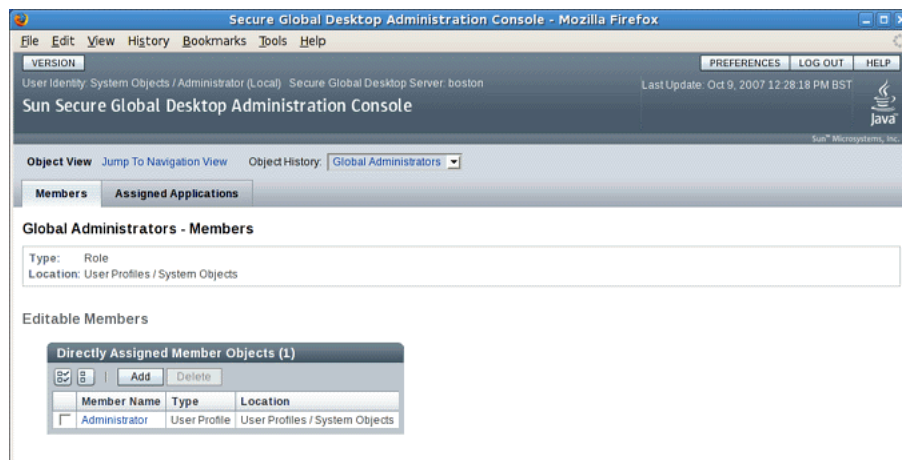 Secure Global Desktop Administration Console - Mozilla Firefox
File Edit View History Bookmarks Tools Help
VERSION PREFERENCES LOG OUT HELP
User Identity: System Objects / Administrator (Local) Secure Global Desktop Server: boston Last Update: Oct 9, 2007 12:28:18 PM BST
Sun Secure Global Desktop Administration Console
Java
Sun™ Microsystems, Inc.
Object View Jump To Navigation View Object History: Global Administrators
Members Assigned Applications
Global Administrators - Members
Type: Role
Location: User Profiles / System Objects
Editable Members
Directly Assigned Member Objects (1)
Add Delete
Member Name Type Location
Administrator User Profile User Profiles / System Objects